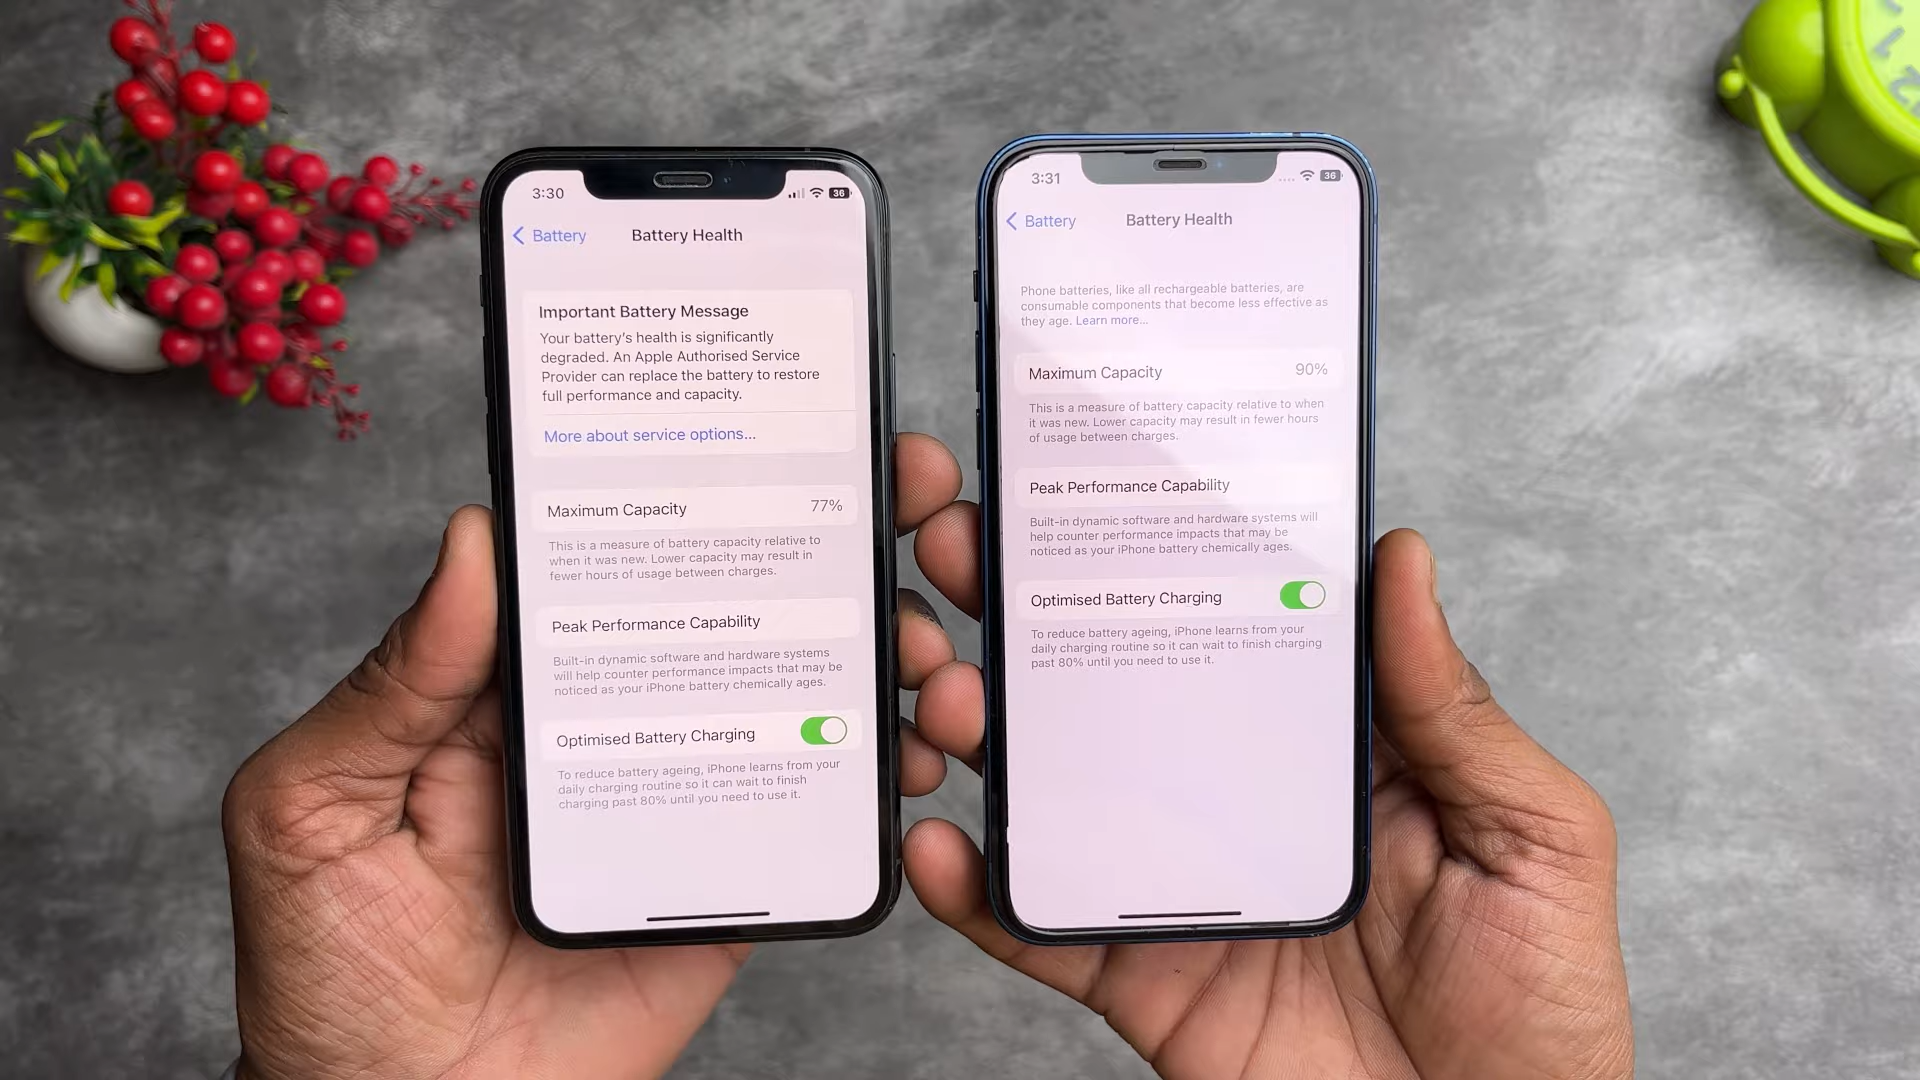 3:30
36
Battery
Battery Health
Important Battery Message
Your battery's health is significantly
degraded. An Apple Authorised Service
Provider can replace the battery to restore
full performance and capacity.
More about service options...
Maximum Capacity 77%
This is a measure of battery capacity relative to
when it was new. Lower capacity may result in
fewer hours of usage between charges.
Peak Performance Capability
Built-in dynamic software and hardware systems
will help counter performance impacts that may be
noticed as your iPhone battery chemically ages.
Optimised Battery Charging
To reduce battery ageing, iPhone learns from your
daily charging routine so it can wait to finish
charging past 80% until you need to use it.
3:31
36
Battery
Battery Health
Phone batteries, like all rechargeable batteries, are
consumable components that become less effective as
they age. Learn more...
Maximum Capacity 90%
This is a measure of battery capacity relative to when
it was new. Lower capacity may result in fewer hours
of usage between charges.
Peak Performance Capability
Built-in dynamic software and hardware systems will
help counter performance impacts that may be
noticed as your iPhone battery chemically ages.
Optimised Battery Charging
To reduce battery ageing, iPhone learns from your
daily charging routine so it can wait to finish charging
past 80% until you need to use it.
1
12